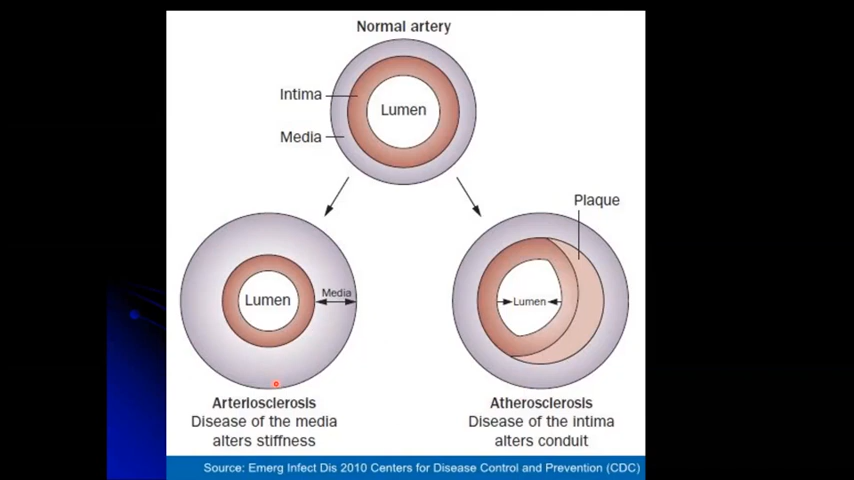 Normal artery
Intima
Lumen
Media
Plaque
Lumen
Media
Lumen
Arteriosclerosis
Disease of the media
alters stiffness
Atherosclerosis
Disease of the intima
alters conduit
Source: Emerg Infect Dis 2010 Centers for Disease Control and Prevention (CDC)